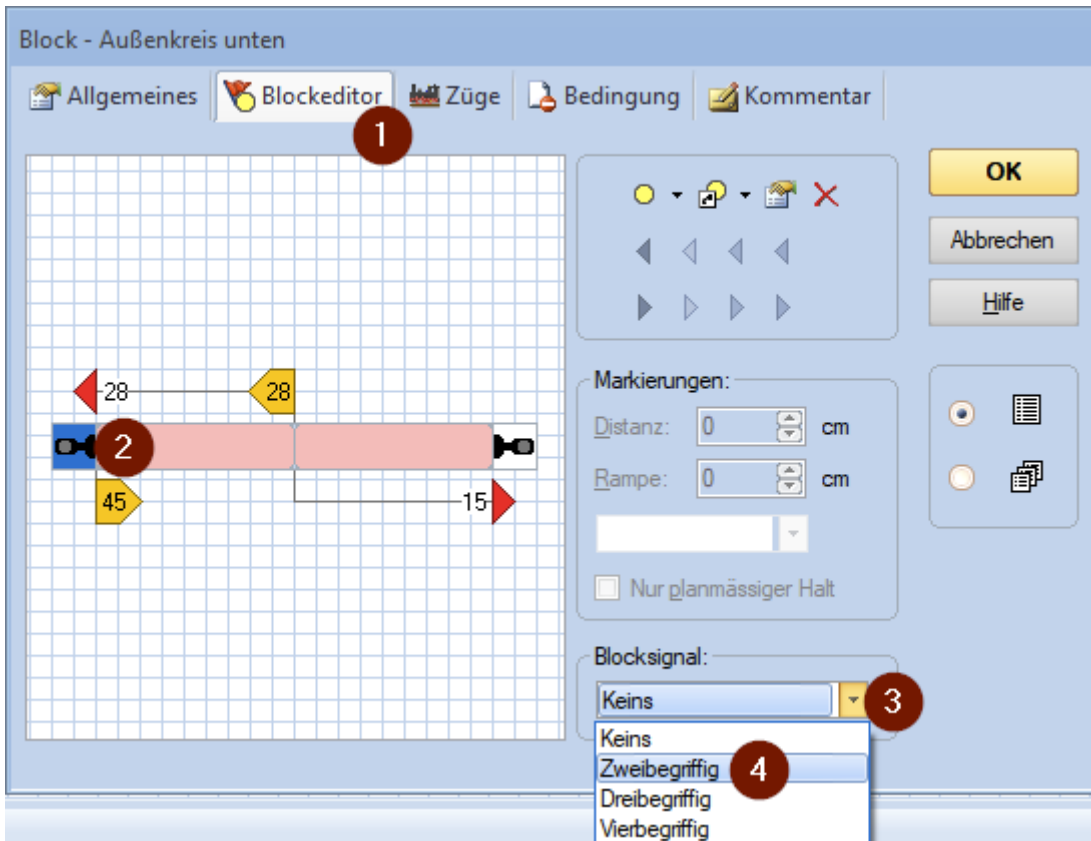 Block - Außenkreis unten
Allgemeines Blockeditor Züge Bedingung Kommentar
1
OK
Abbrechen
Hilfe
28 28
2
45 15
Markierungen:
Distanz: 0 cm
Rampe: 0 cm
Nur planmässiger Halt
Blocksignal:
Keins 3
Keins
Zweibegriffig 4
Dreibegriffig
Vierbegriffig